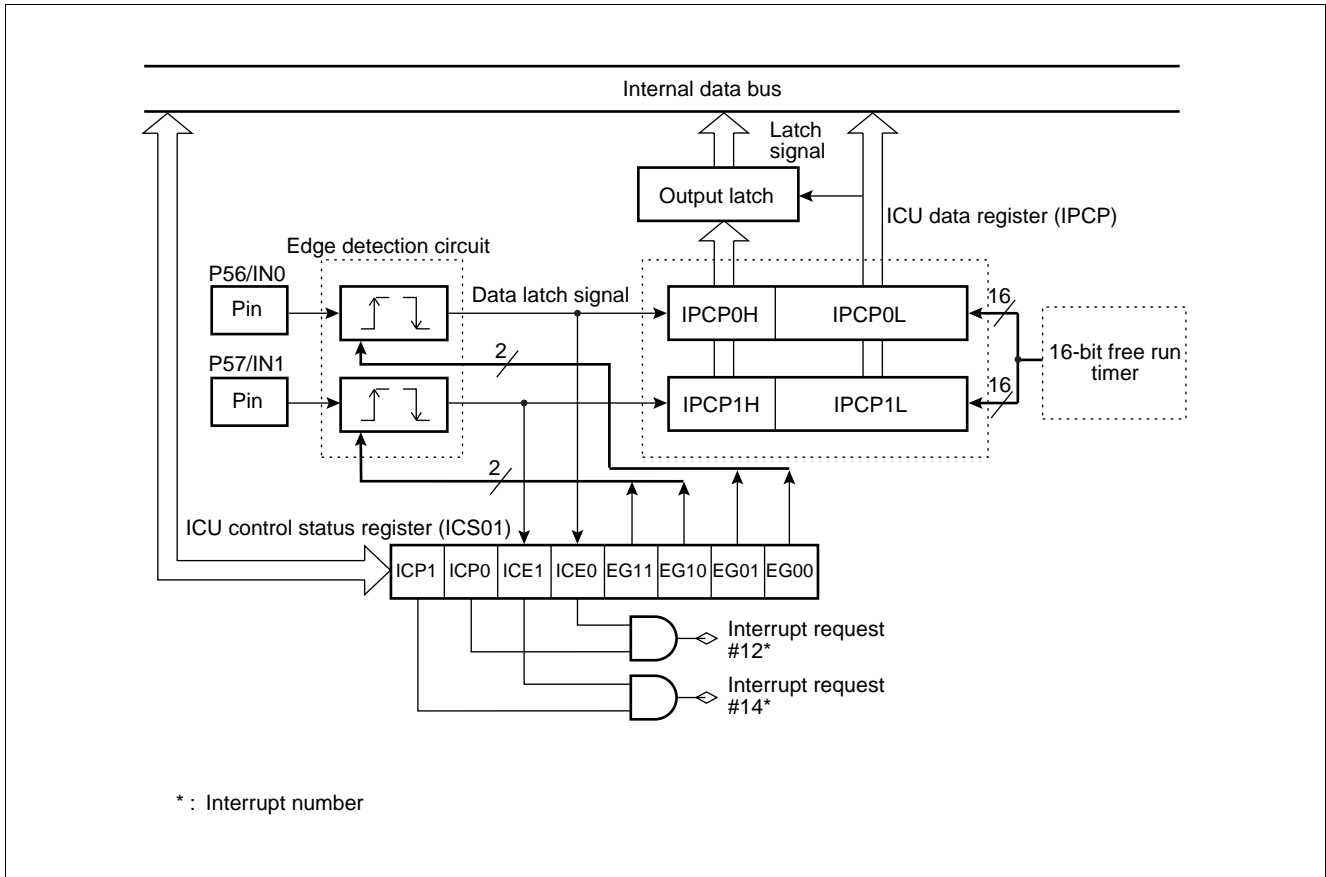 Internal data bus
Latch
signal
Output latch
ICU data register (IPCP)
Edge detection circuit
P56/IN0
Pin
Data latch signal
IPCP0H
IPCP0L
16
16-bit free run
timer
2
P57/IN1
Pin
IPCP1H
IPCP1L
16
2
ICU control status register (ICS01)
ICP1
ICP0
ICE1
ICE0
EG11
EG10
EG01
EG00
Interrupt request
#12*
Interrupt request
#14*
* : Interrupt number